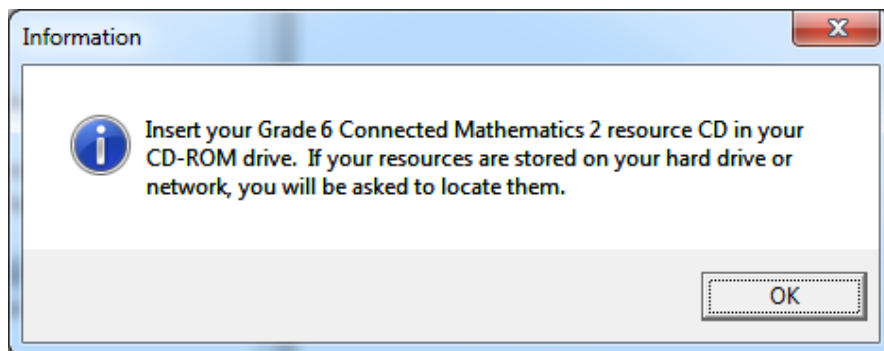 Information
Insert your Grade 6 Connected Mathematics 2 resource CD in your
CD-ROM drive.  If your resources are stored on your hard drive or
network, you will be asked to locate them.
OK